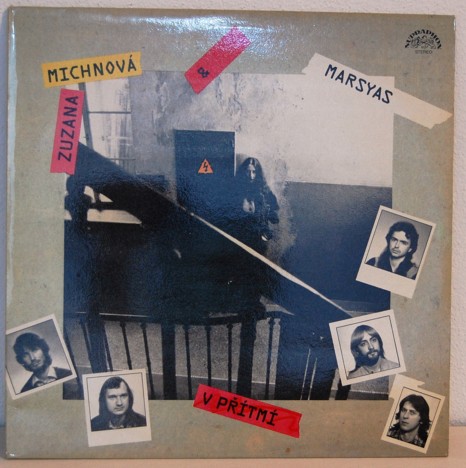 ZUZANA
MICHNOVÁ
&
MARSYAS
SUPRAPHON
V PŘÍTMÍ